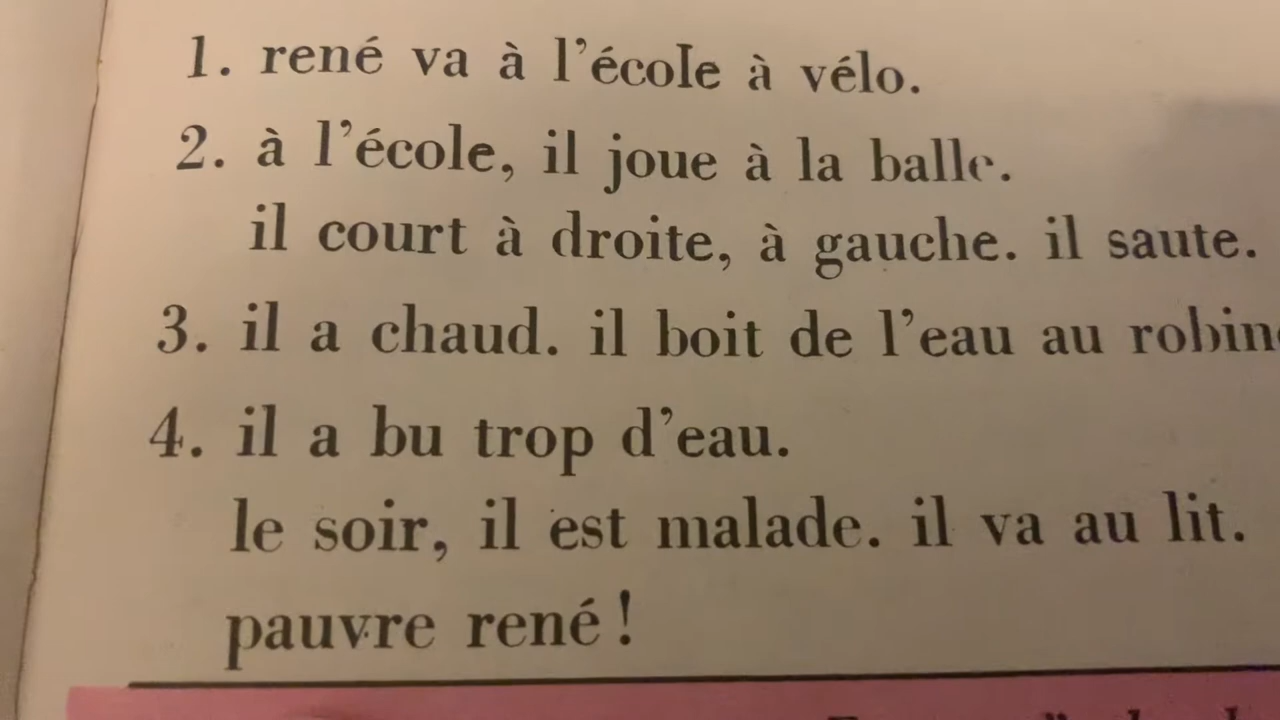 1. rené va à l'école à vélo.
2. à l'école, il joue à la balle.
il court à droite, à gauche. il saute.
3. il a chaud. il boit de l'eau au
4. il a bu trop d'eau.
le soir, il est malade. il va au lit.
pauvre rené !